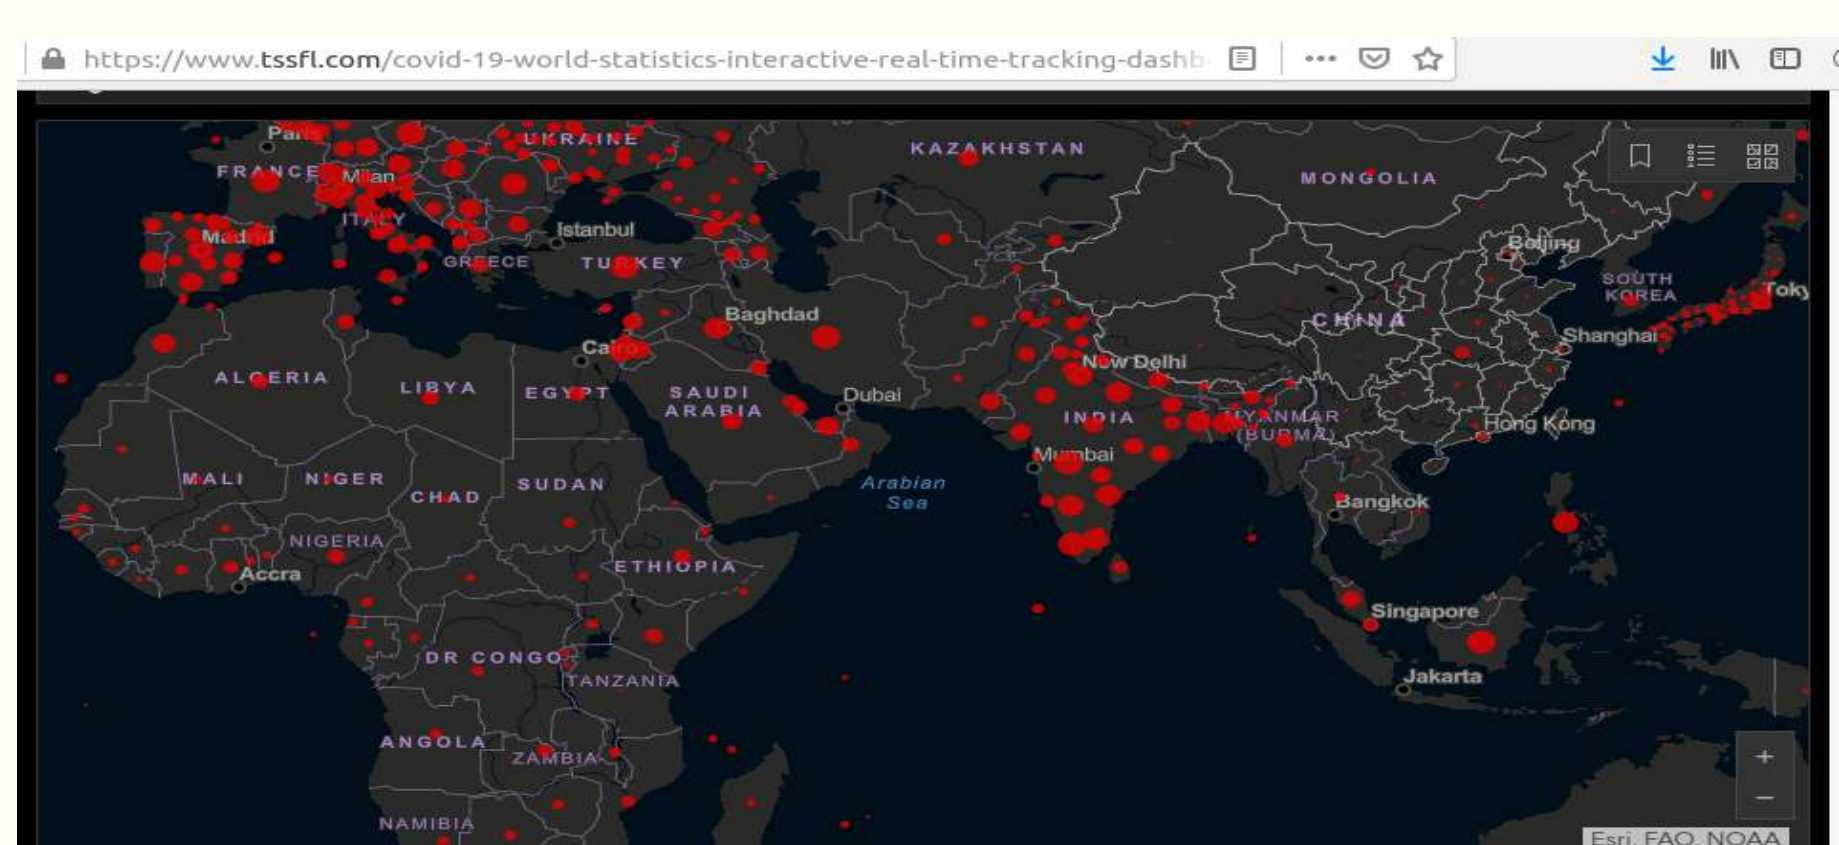 https://www.tssfl.com/covid-19-world-statistics-interactive-real-time-tracking-dashb
Paris
UKRAINE
KAZAKHSTAN
FRANCE
Milan
MONGOLIA
ITALY
Madrid
Istanbul
Beijing
GREECE
TURKEY
SOUTH
KOREA
Toky
Baghdad
CHINA
Shanghai
Cairo
New Delhi
ALGERIA
LIBYA
EGYPT
SAUDI
ARABIA
Dubai
INDIA
MYANMAR
(BURMA)
Hong Kong
Mumbai
MALI
NIGER
CHAD
SUDAN
Arabian
Sea
Bangkok
NIGERIA
ETHIOPIA
Accra
Singapore
DR CONGO
TANZANIA
Jakarta
ANGOLA
ZAMBIA
NAMIBIA
Esri, FAO, NOAA